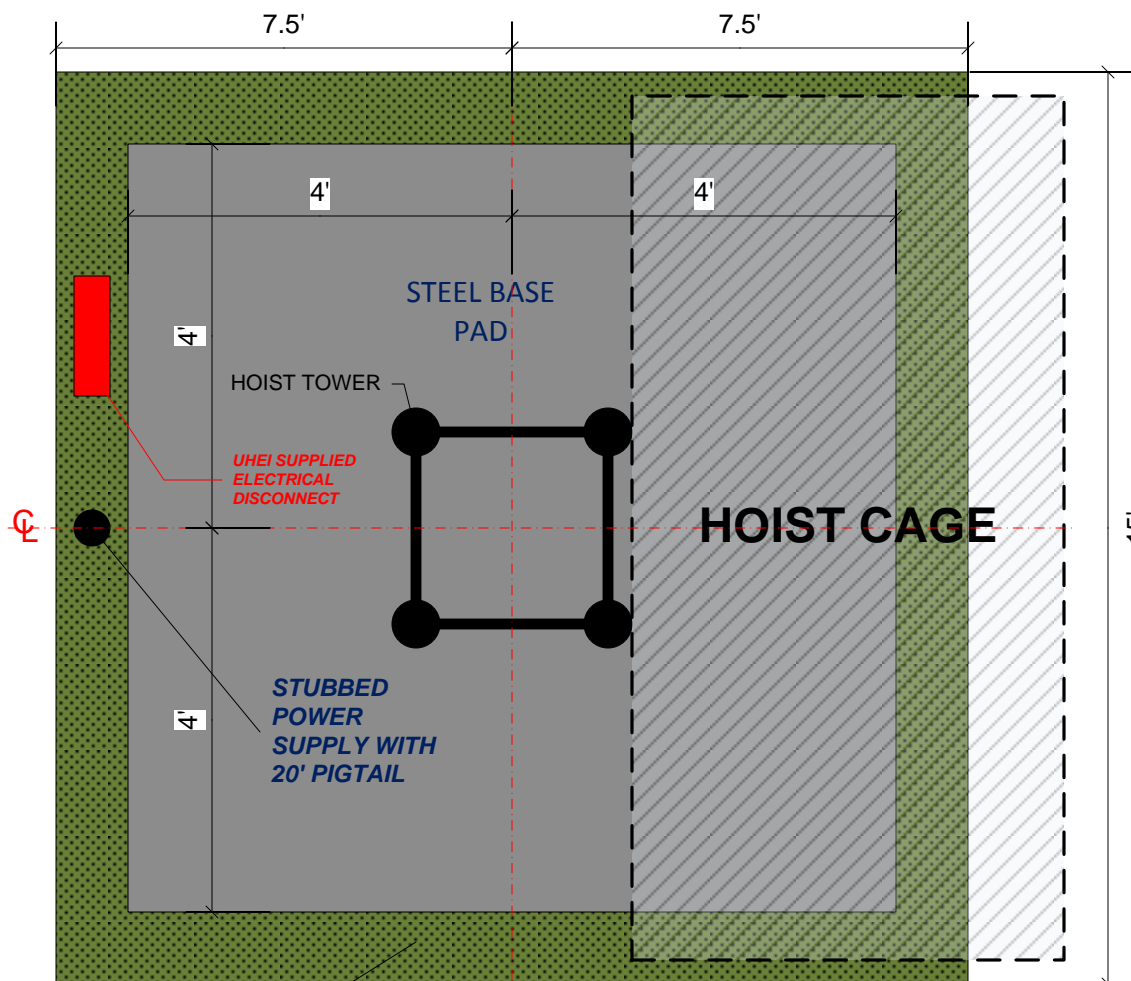 7.5'
7.5'
4'
4'
STEEL BASE
PAD
4'
HOIST TOWER
UHEI SUPPLIED
ELECTRICAL
DISCONNECT
CL
HOIST CAGE
STUBBED
POWER
SUPPLY WITH
20' PIGTAIL
4'